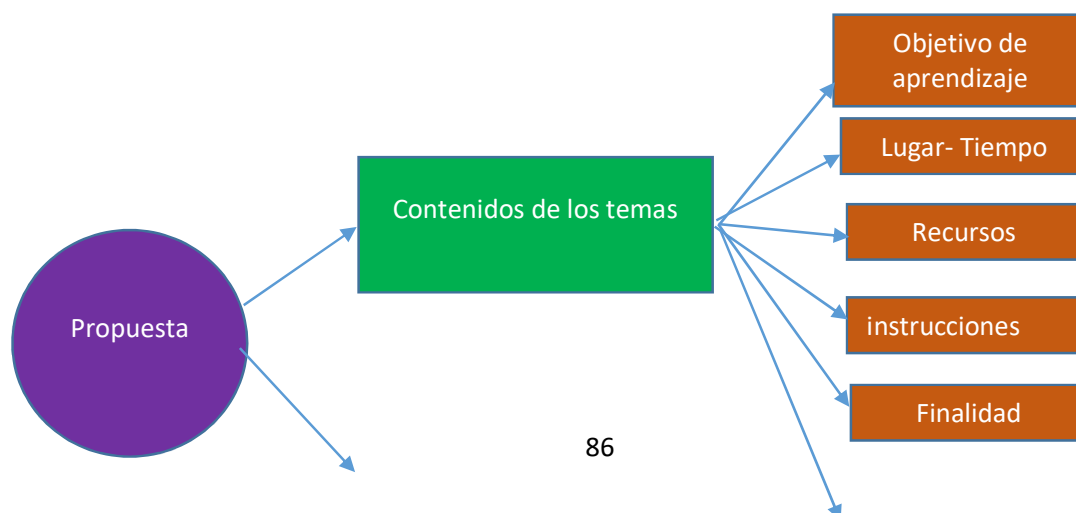 Propuesta
Contenidos de los temas
Objetivo de
aprendizaje
Lugar- Tiempo
Recursos
instrucciones
Finalidad
86